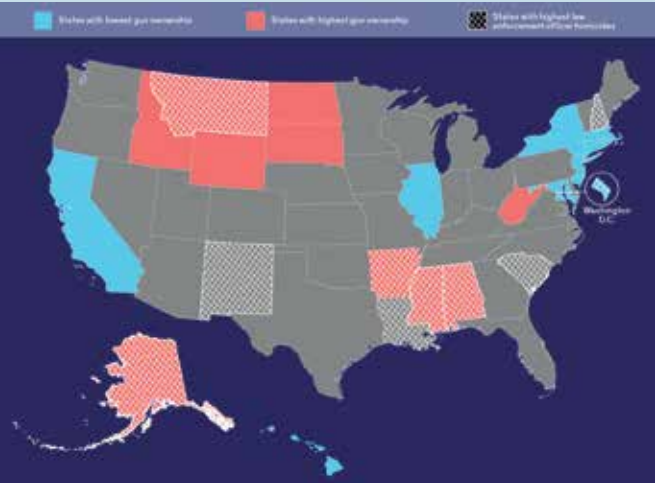 States with lowest gun ownership
States with highest gun ownership
States with highest law
enforcement officer homicides
Washington
D.C.